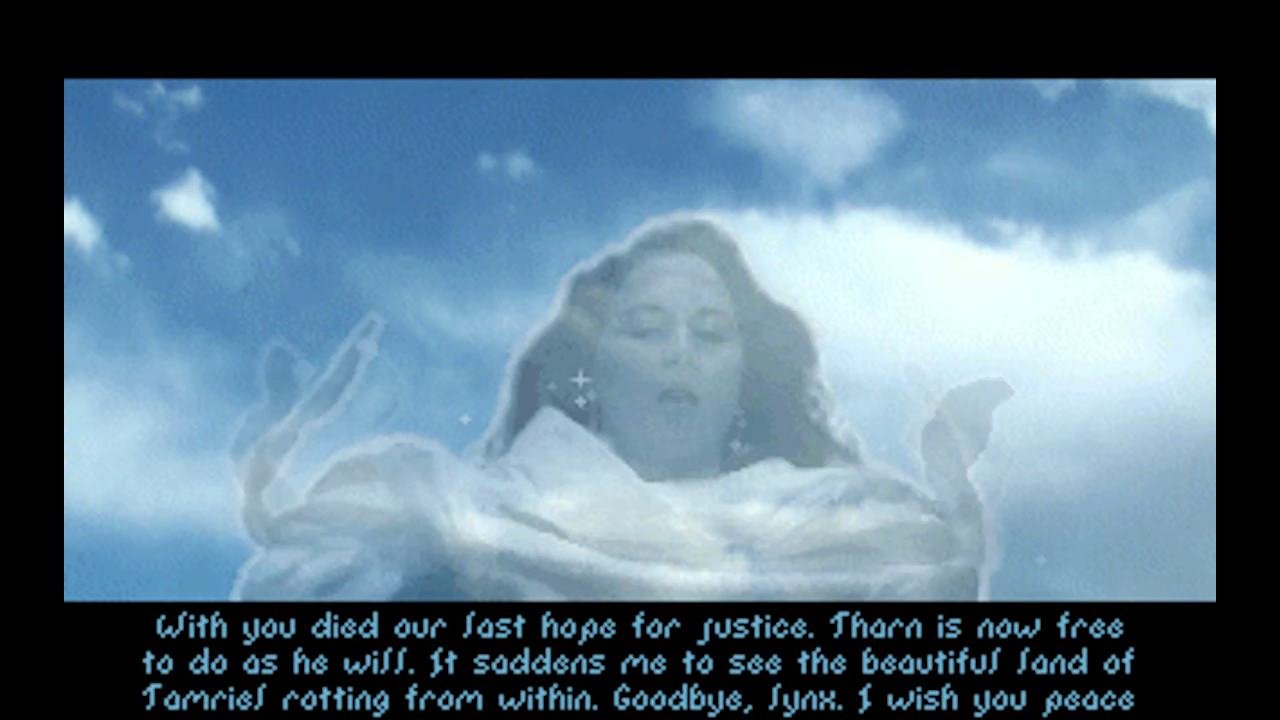 With you died our last hope for justice. Tharn is now free
to do as he will. It saddens me to see the beautiful land of
Tamriel rotting from within. Goodbye, Lynx. I wish you peace